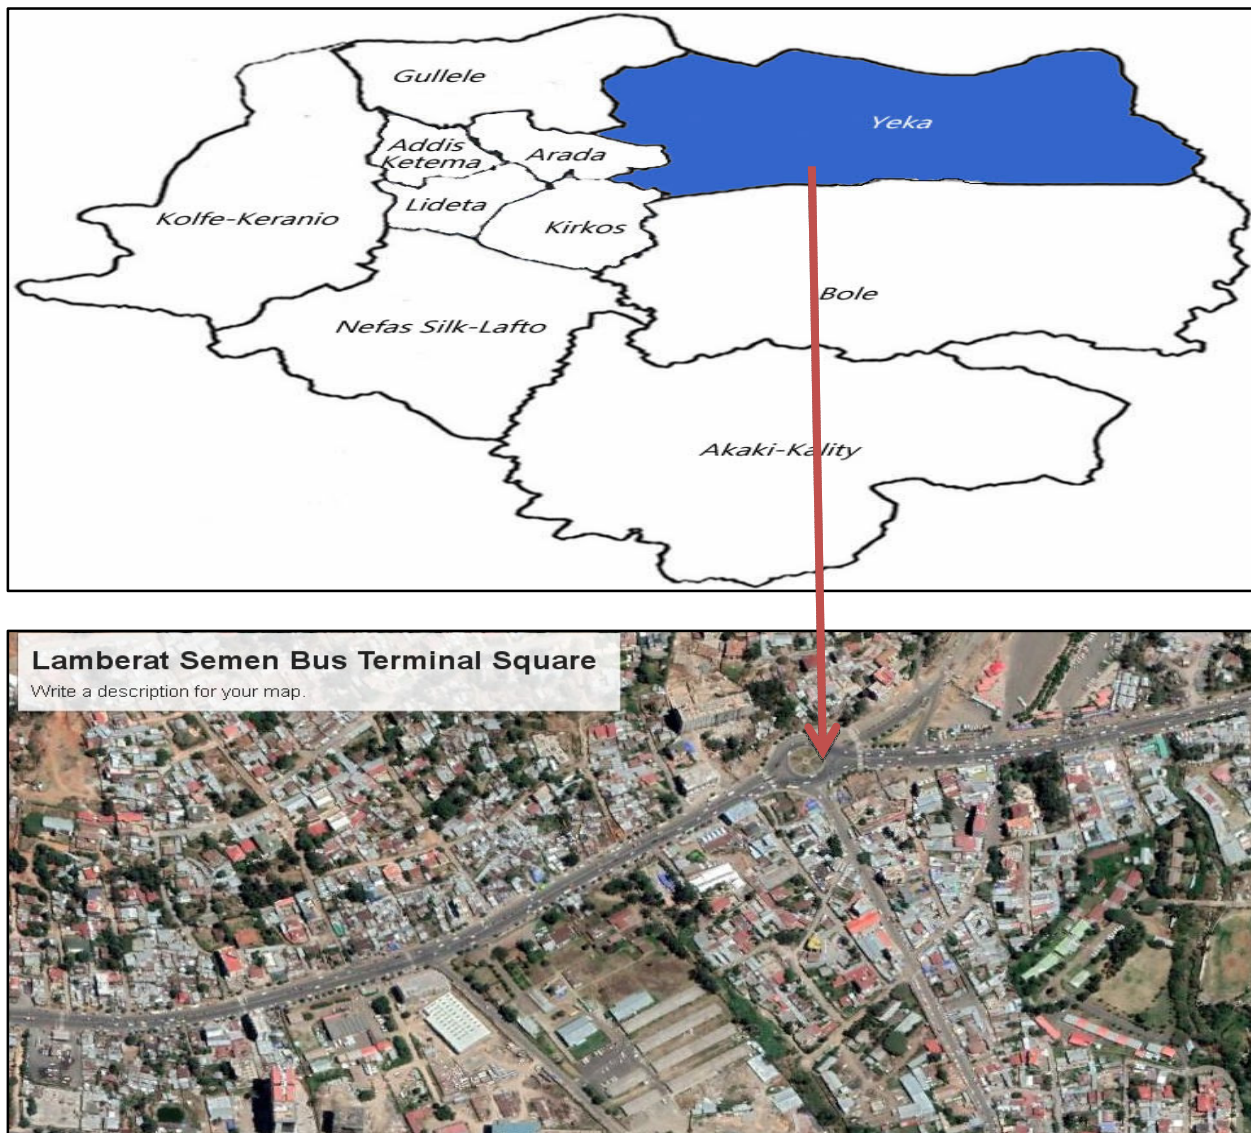 Gullele
Yeka
Addis
Ketema
Arada
Kolfe-Keranio
Lideta
Kirkos
Bole
Nefas Silk-Lafto
Akaki-Kality
Lamberat Semen Bus Terminal Square
Write a description for your map.